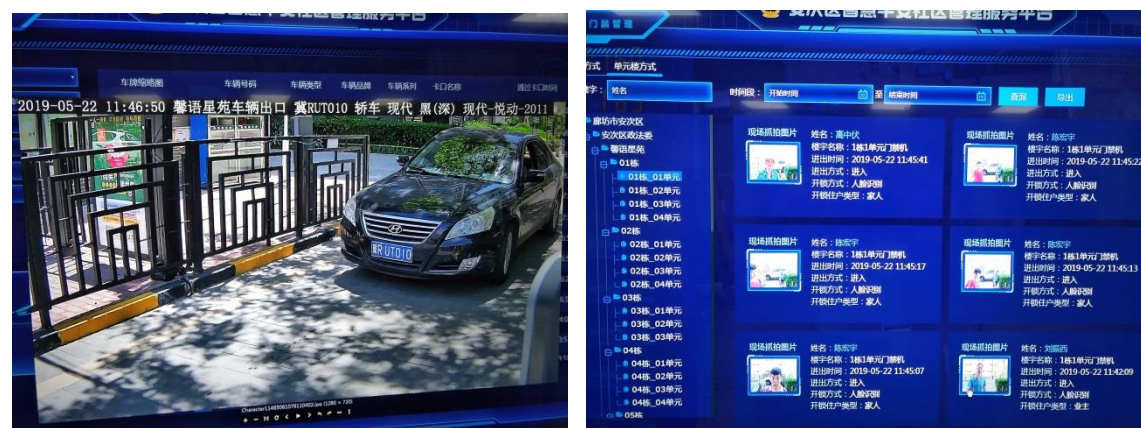 车牌缩略图 车辆号码 车辆类型 车辆品牌 车辆系列 卡口名称 通过卡口时间
2019-05-22 11:46:50 馨语星苑车辆出口 冀RUT010 轿车 现代 黑(深) 现代-悦动-2011
冀R UT010
门禁管理
安次区智慧平安社区管理服务平台
方式 单元楼方式
字： 姓名 时间段： 开始时间 至 结束时间 查询 导出
廊坊市安次区
安次区政法委
馨语星苑
01栋
01栋_01单元
01栋_02单元
01栋_03单元
01栋_04单元
02栋
02栋_01单元
02栋_02单元
02栋_03单元
02栋_04单元
03栋
03栋_01单元
03栋_02单元
03栋_03单元
04栋
04栋_01单元
04栋_02单元
04栋_03单元
04栋_04单元
05栋
现场抓拍图片
姓名：高中伏
楼宇名称：1栋1单元门禁机
进出时间：2019-05-22 11:45:41
进出方式：进入
开锁方式：人脸识别
开锁住户类型：家人
现场抓拍图片
姓名：陈宏宇
楼宇名称：1栋1单元门禁机
进出时间：2019-05-22 11:45:22
进出方式：进入
开锁方式：人脸识别
开锁住户类型：家人
现场抓拍图片
姓名：陈宏宇
楼宇名称：1栋1单元门禁机
进出时间：2019-05-22 11:45:17
进出方式：进入
开锁方式：人脸识别
开锁住户类型：家人
现场抓拍图片
姓名：陈宏宇
楼宇名称：1栋1单元门禁机
进出时间：2019-05-22 11:45:13
进出方式：进入
开锁方式：人脸识别
开锁住户类型：家人
现场抓拍图片
姓名：陈宏宇
楼宇名称：1栋1单元门禁机
进出时间：2019-05-22 11:45:07
进出方式：进入
开锁方式：人脸识别
开锁住户类型：家人
现场抓拍图片
姓名：刘振西
楼宇名称：1栋1单元门禁机
进出时间：2019-05-22 11:42:09
进出方式：进入
开锁方式：人脸识别
开锁住户类型：业主